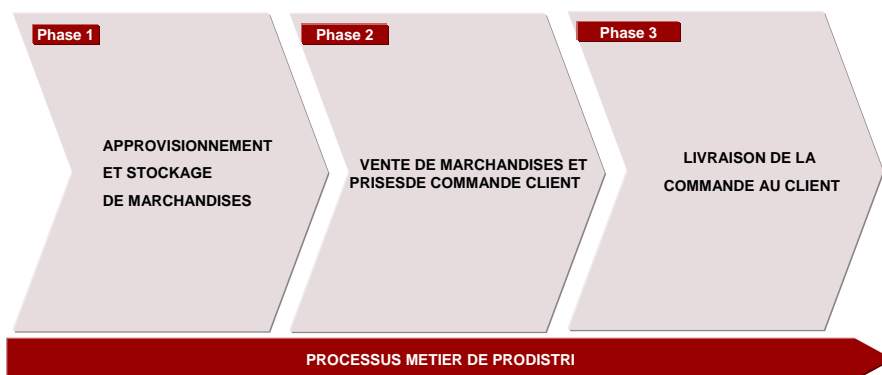 Phase 1
APPROVISIONNEMENT
ET STOCKAGE
DE MARCHANDISES
Phase 2
VENTE DE MARCHANDISES ET
PRISESDE COMMANDE CLIENT
Phase 3
LIVRAISON DE LA
COMMANDE AU CLIENT
PROCESSUS METIER DE PRODISTRI